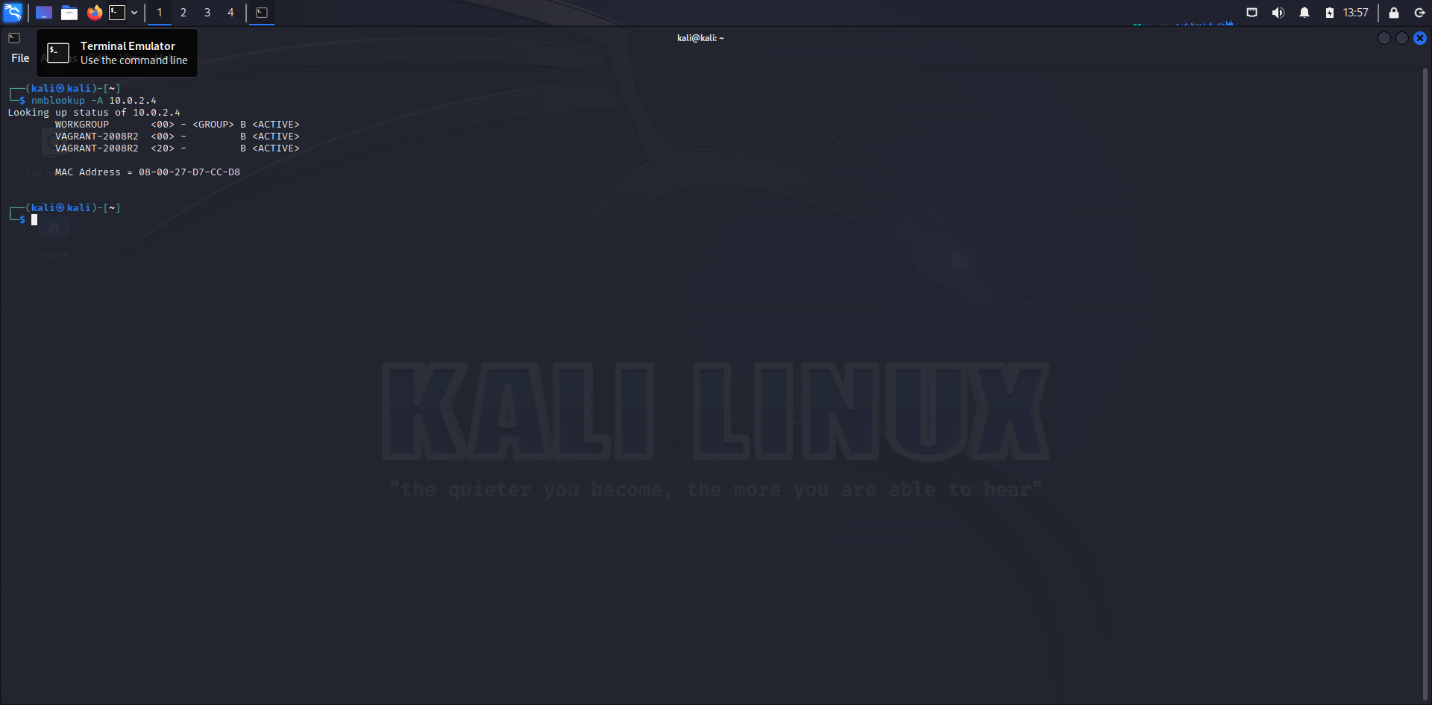 1 2 3 4 13:57
kali@kali: ~
Terminal Emulator
File
Use the command line
┌──(kali㉿kali)-[~]
└─$ nmblookup -A 10.0.2.4
Looking up status of 10.0.2.4
WORKGROUP <00> - <GROUP> B <ACTIVE>
VAGRANT-2008R2 <00> - B <ACTIVE>
VAGRANT-2008R2 <20> - B <ACTIVE>
MAC Address = 08-00-27-D7-CC-D8
┌──(kali㉿kali)-[~]
└─$
Home
KALI LINUX
"the quieter you become, the more you are able to hear"